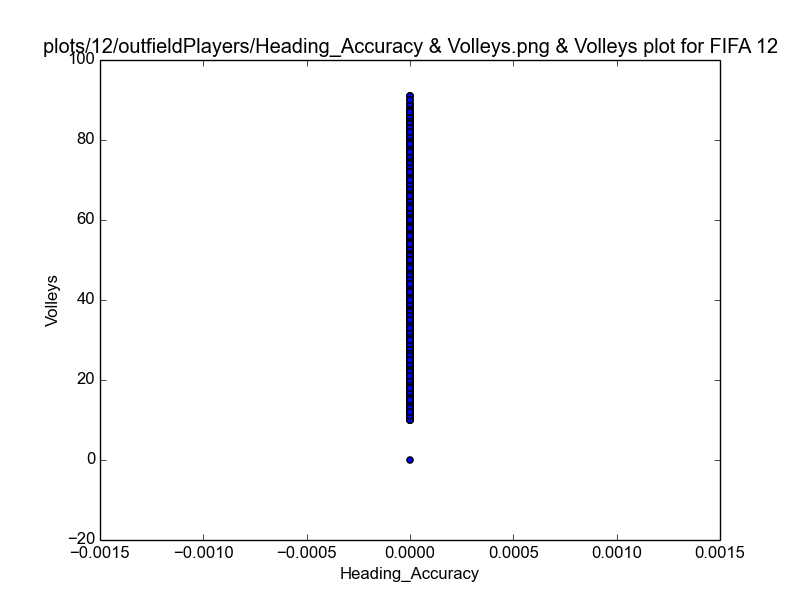 plots/12/outfieldPlayers/Heading_Accuracy & Volleys.png & Volleys plot for FIFA 12
100
80
60
40
20
0
−20
Volleys
−0.0015 −0.0010 −0.0005 0.0000 0.0005 0.0010 0.0015
Heading_Accuracy